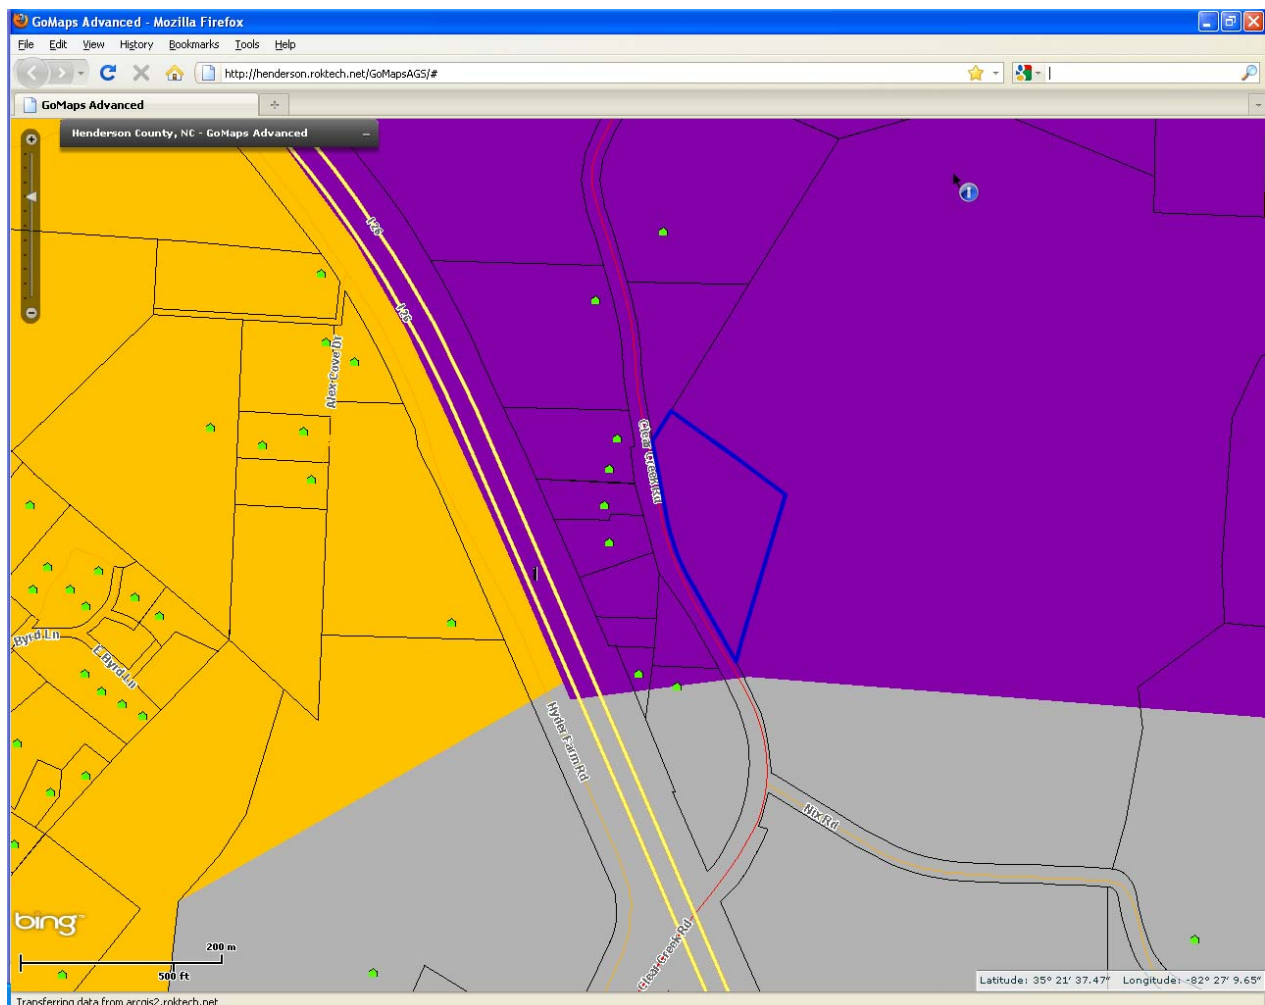 GoMaps Advanced - Mozilla Firefox
File Edit View History Bookmarks Tools Help
http://henderson.roktech.net/GoMapsAGS/#
GoMaps Advanced
Henderson County, NC - GoMaps Advanced
I 26
I 26
Alex Cove Dr
Clear Creek Rd
Byrd Ln
E Byrd Ln
Hyder Farm Rd
Nix Rd
Clear Creek Rd
bing
200 m
500 ft
Latitude: 35° 21' 37.47" Longitude: -82° 27' 9.65"
Transferring data from arcgis2.roktech.net